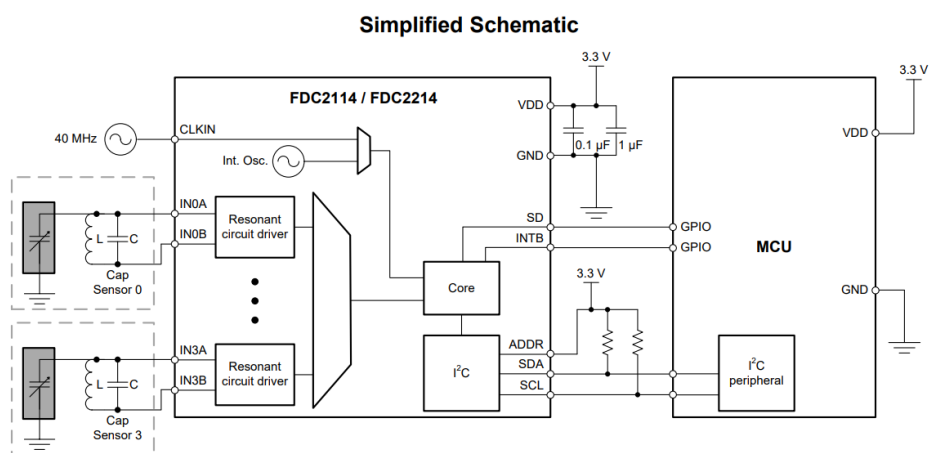 Simplified Schematic
3.3 V
3.3 V
FDC2114 / FDC2214
VDD
CLKIN
40 MHz
0.1 µF
1 µF
VDD
Int. Osc.
GND
IN0A
Resonant
circuit driver
SD
GPIO
L
C
IN0B
INTB
GPIO
MCU
Cap
Sensor 0
3.3 V
Core
GND
IN3A
Resonant
circuit driver
ADDR
I²C
SDA
I²C
peripheral
L
C
IN3B
SCL
Cap
Sensor 3